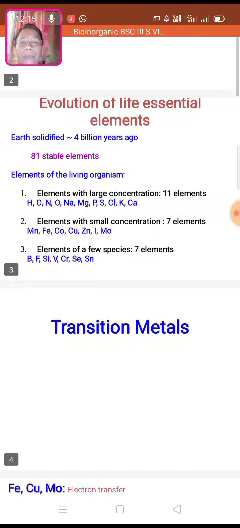 12:15
Bioinorganic BSC III S VI...
2
Evolution of life essential
elements
Earth solidified ~ 4 billion years ago
81 stable elements
Elements of the living organism:
1. Elements with large concentration: 11 elements
H, C, N, O, Na, Mg, P, S, Cl, K, Ca
2. Elements with small concentration : 7 elements
Mn, Fe, Co, Cu, Zn, I, Mo
3. Elements of a few species: 7 elements
B, F, Si, V, Cr, Se, Sn
3
Transition Metals
4
Fe, Cu, Mo: Electron transfer